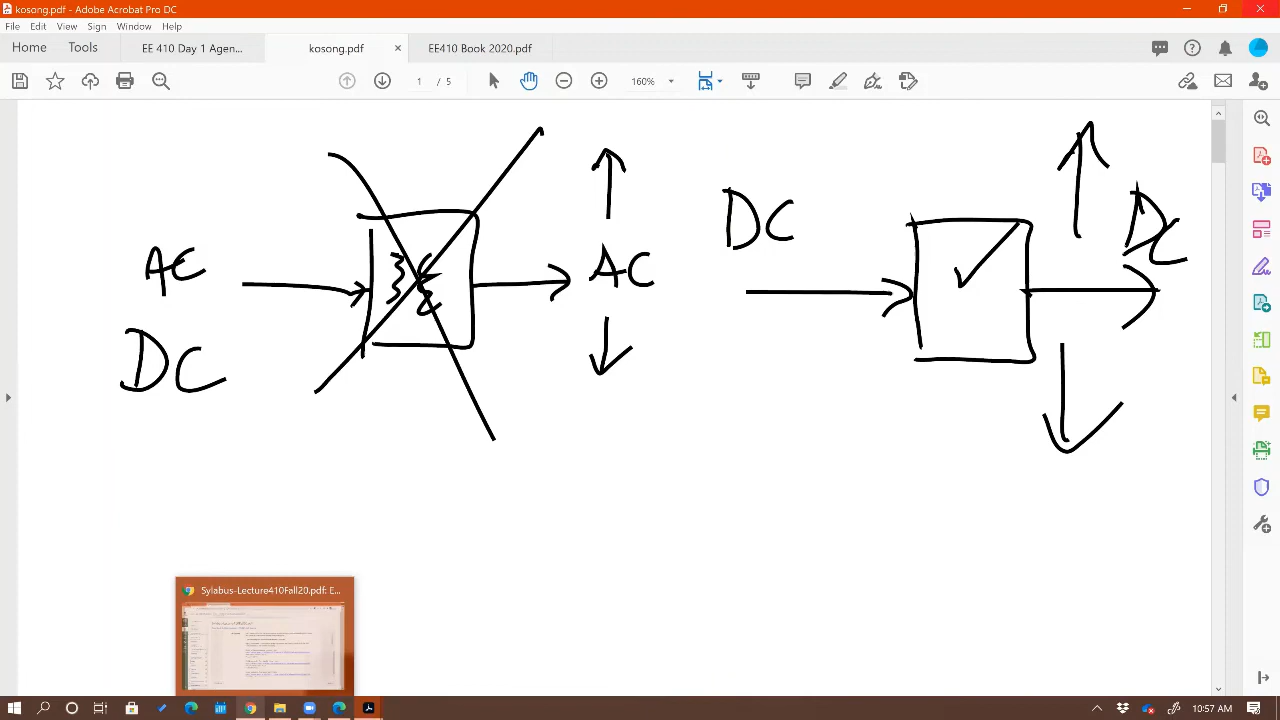 kosong.pdf - Adobe Acrobat Pro DC
File Edit View Sign Window Help
Home Tools EE 410 Day 1 Agen... kosong.pdf × EE410 Book 2020.pdf
1 / 5 160%
AC AC DC DC
DC
Sylabus-Lecture410Fall20.pdf: E...
10:57 AM